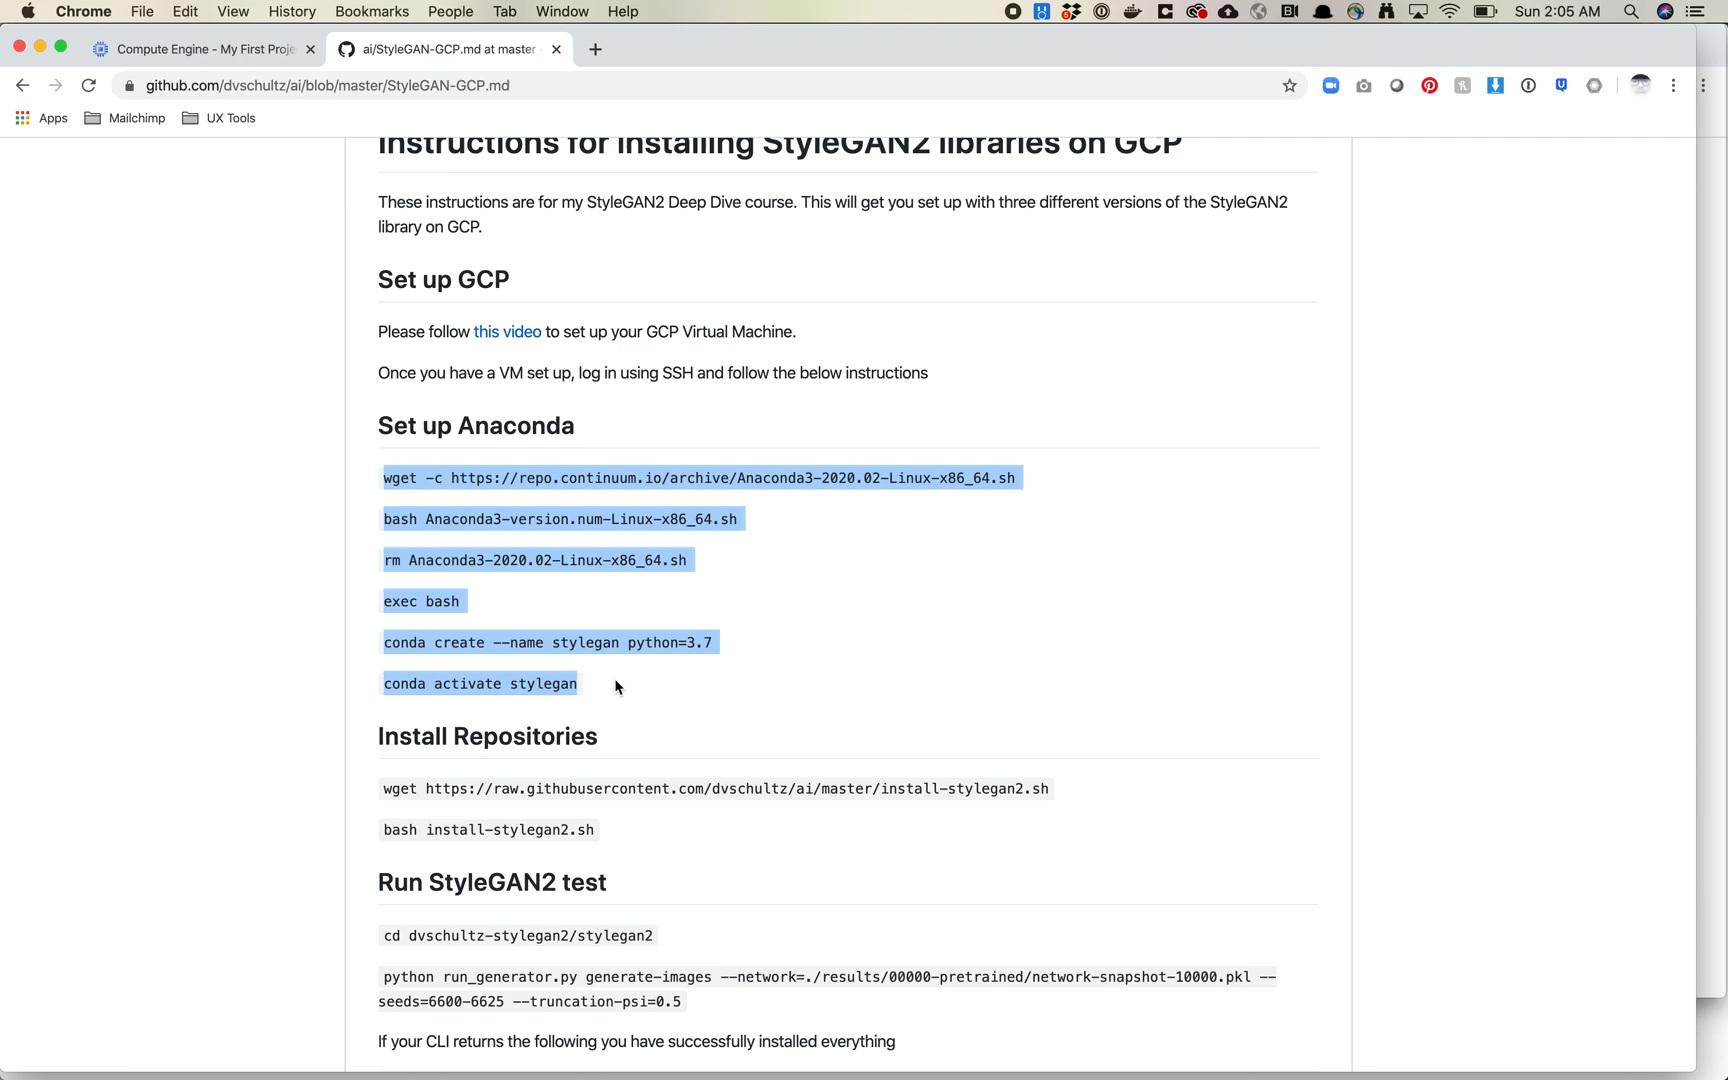 Chrome File Edit View History Bookmarks People Tab Window Help Sun 2:05 AM
Compute Engine - My First Proje
ai/StyleGAN-GCP.md at master
github.com/dvschultz/ai/blob/master/StyleGAN-GCP.md
Apps Mailchimp UX Tools
Instructions for installing StyleGAN2 libraries on GCP
These instructions are for my StyleGAN2 Deep Dive course. This will get you set up with three different versions of the StyleGAN2
library on GCP.
Set up GCP
Please follow this video to set up your GCP Virtual Machine.
Once you have a VM set up, log in using SSH and follow the below instructions
Set up Anaconda
wget -c https://repo.continuum.io/archive/Anaconda3-2020.02-Linux-x86_64.sh
bash Anaconda3-version.num-Linux-x86_64.sh
rm Anaconda3-2020.02-Linux-x86_64.sh
exec bash
conda create --name stylegan python=3.7
conda activate stylegan
Install Repositories
wget https://raw.githubusercontent.com/dvschultz/ai/master/install-stylegan2.sh
bash install-stylegan2.sh
Run StyleGAN2 test
cd dvschultz-stylegan2/stylegan2
python run_generator.py generate-images --network=./results/00000-pretrained/network-snapshot-10000.pkl --
seeds=6600-6625 --truncation-psi=0.5
If your CLI returns the following you have successfully installed everything